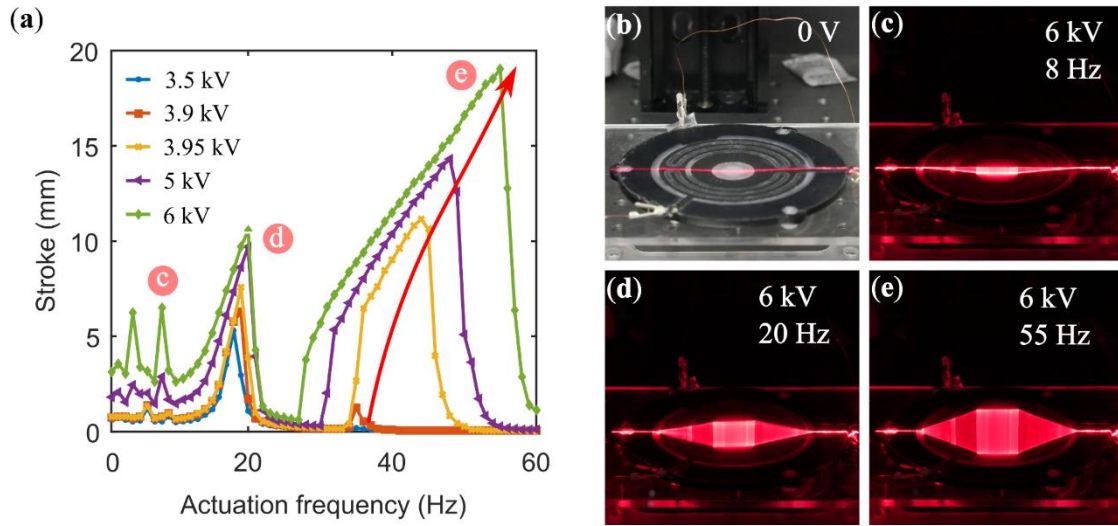 (a)
20
15
10
5
0
Stroke (mm)
3.5 kV
3.9 kV
3.95 kV
5 kV
6 kV
c
d
e
0
20
40
60
Actuation frequency (Hz)
(b)
0 V
(c)
6 kV
8 Hz
(d)
6 kV
20 Hz
(e)
6 kV
55 Hz